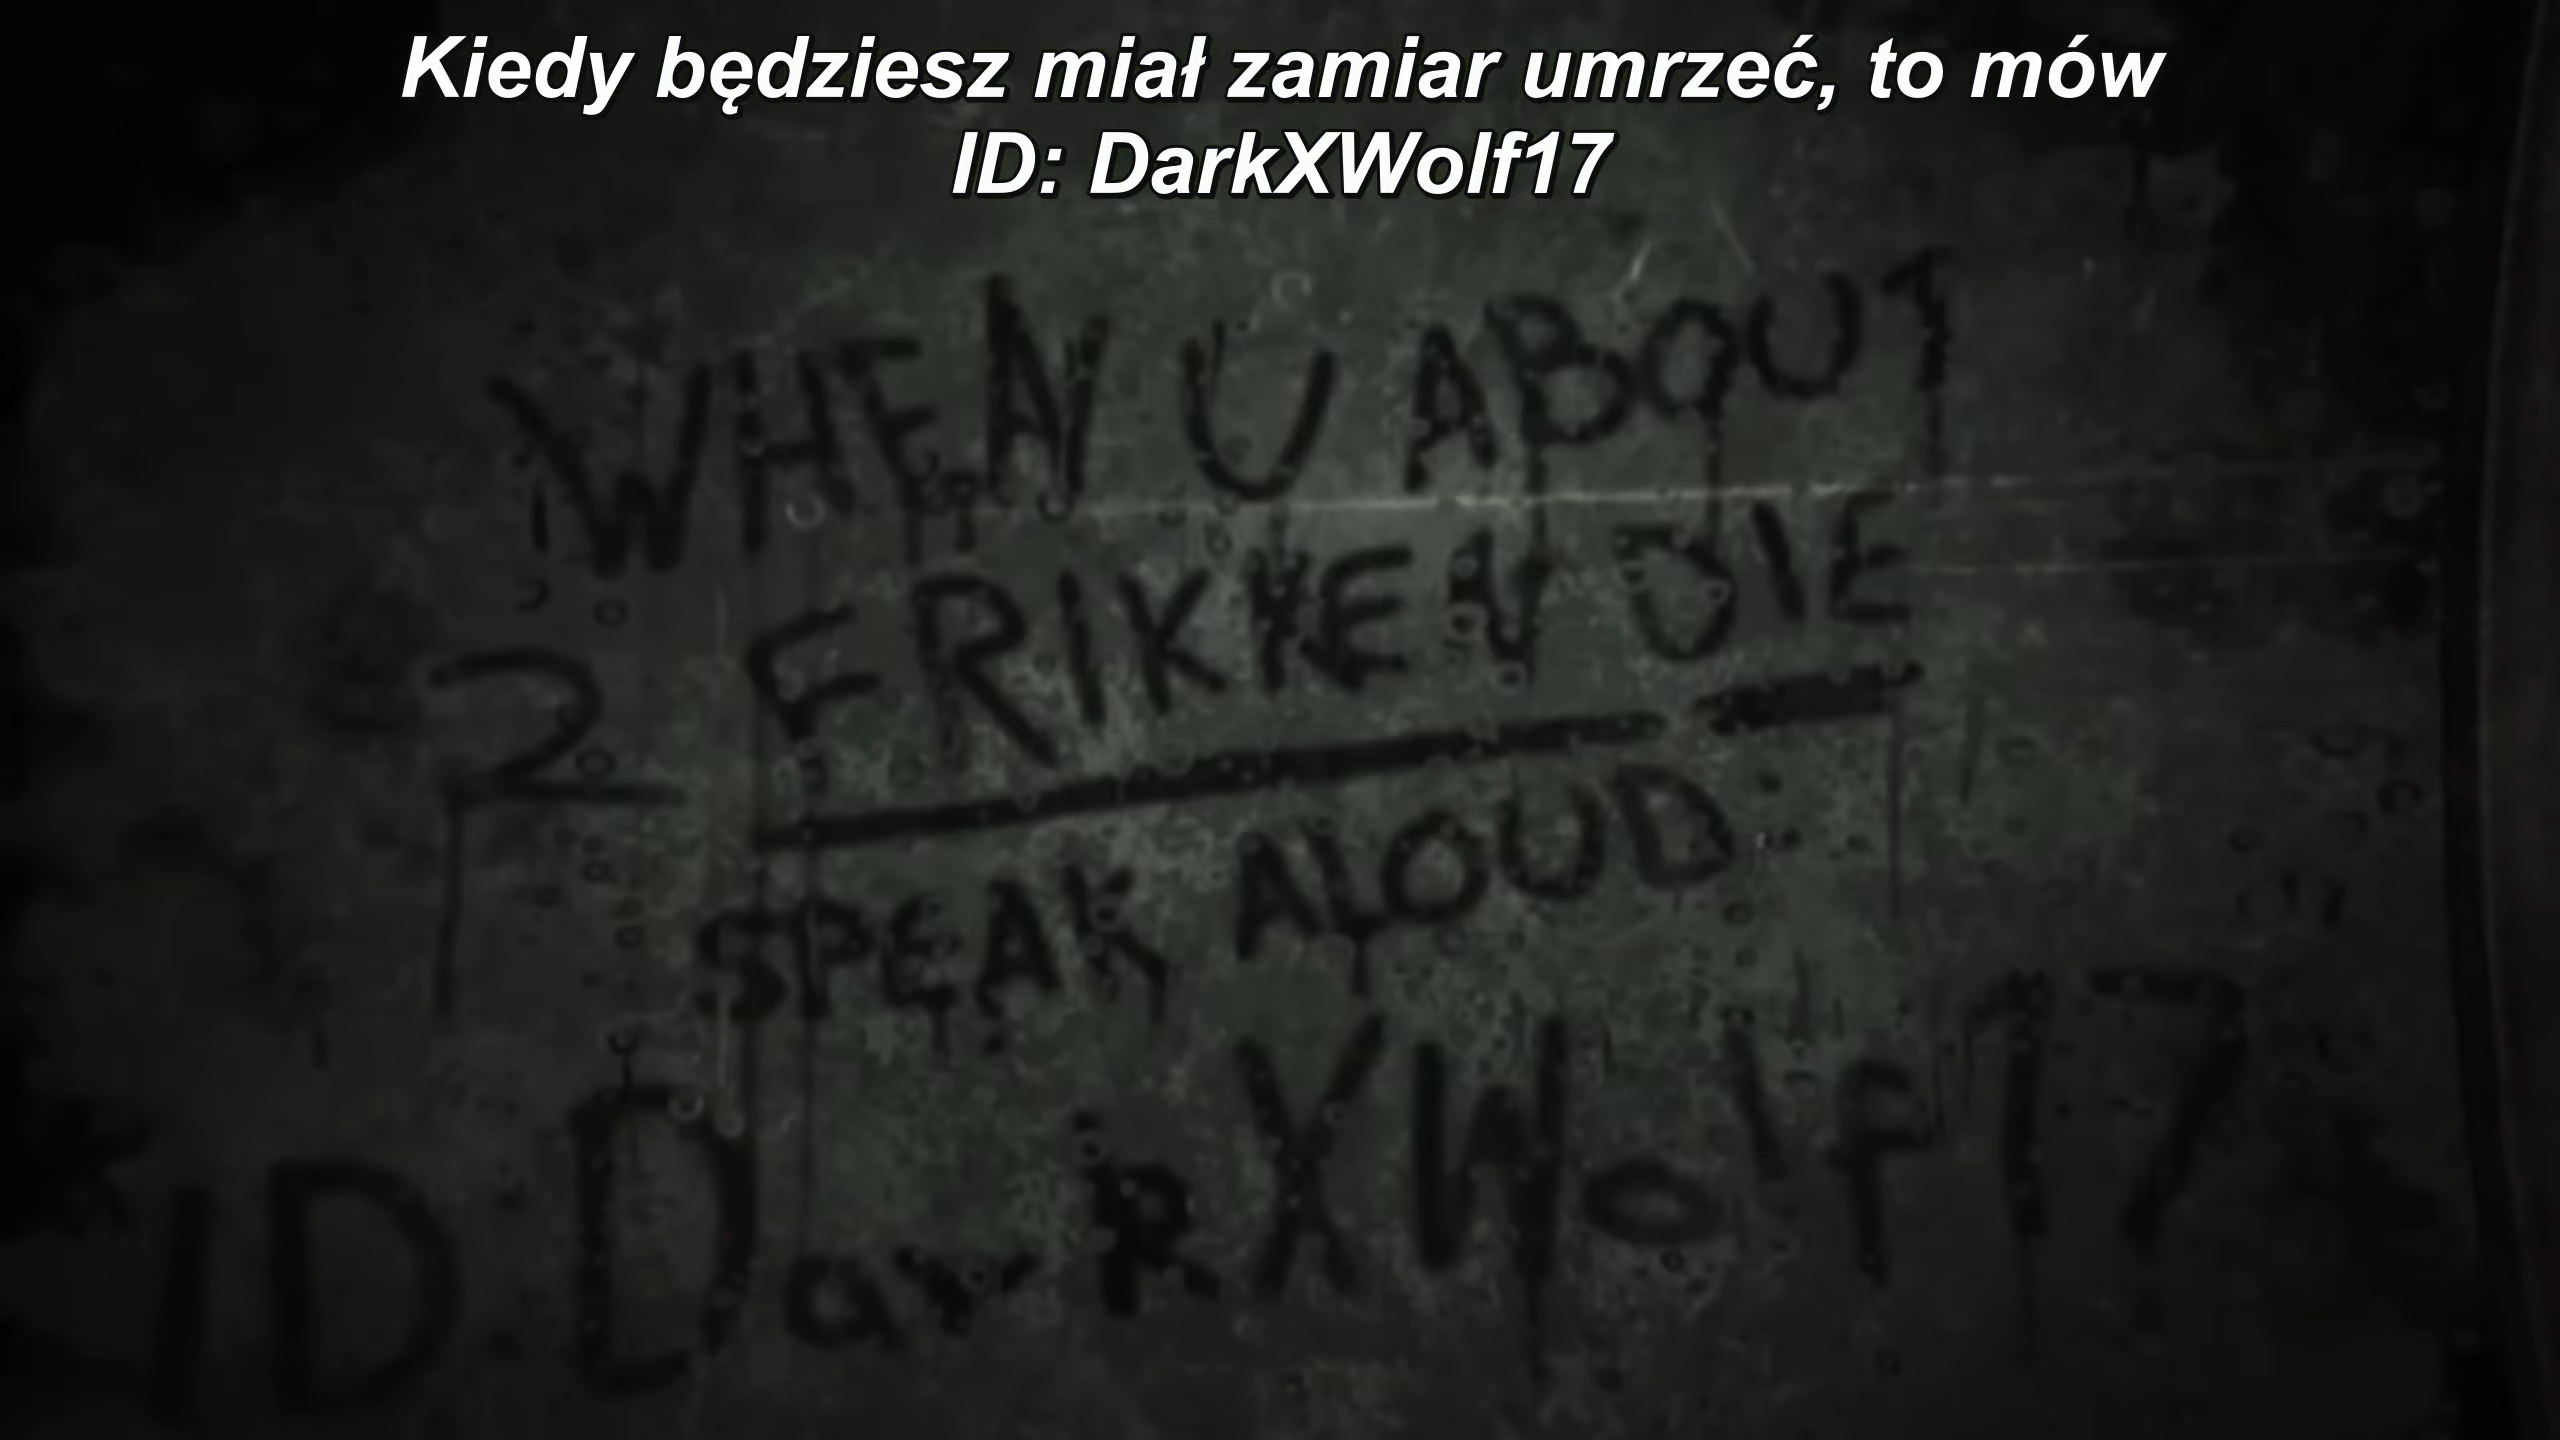 Kiedy będziesz miał zamiar umrzeć, to mów
ID: DarkXWolf17
WHEN U ABOUT
2 FRIKKEN DIE
SPEAK ALOUD
ID DarkXWolf17